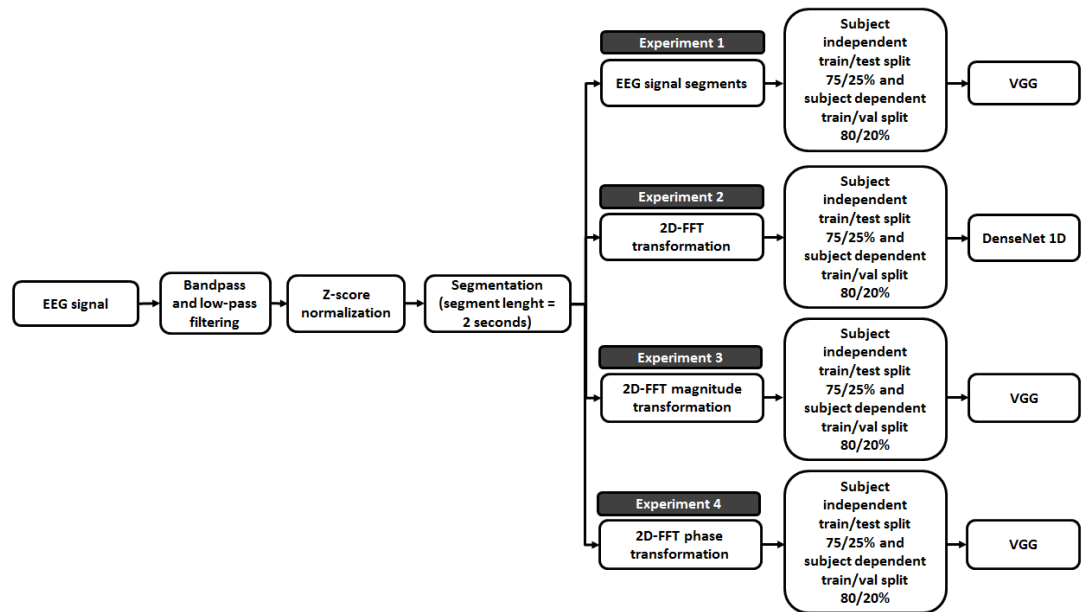 EEG signal
Bandpass
and low-pass
filtering
Z-score
normalization
Segmentation
(segment lenght =
2 seconds)
Experiment 1
EEG signal segments
Subject
independent
train/test split
75/25% and
subject dependent
train/val split
80/20%
VGG
Experiment 2
2D-FFT
transformation
Subject
independent
train/test split
75/25% and
subject dependent
train/val split
80/20%
DenseNet 1D
Experiment 3
2D-FFT magnitude
transformation
Subject
independent
train/test split
75/25% and
subject dependent
train/val split
80/20%
VGG
Experiment 4
2D-FFT phase
transformation
Subject
independent
train/test split
75/25% and
subject dependent
train/val split
80/20%
VGG